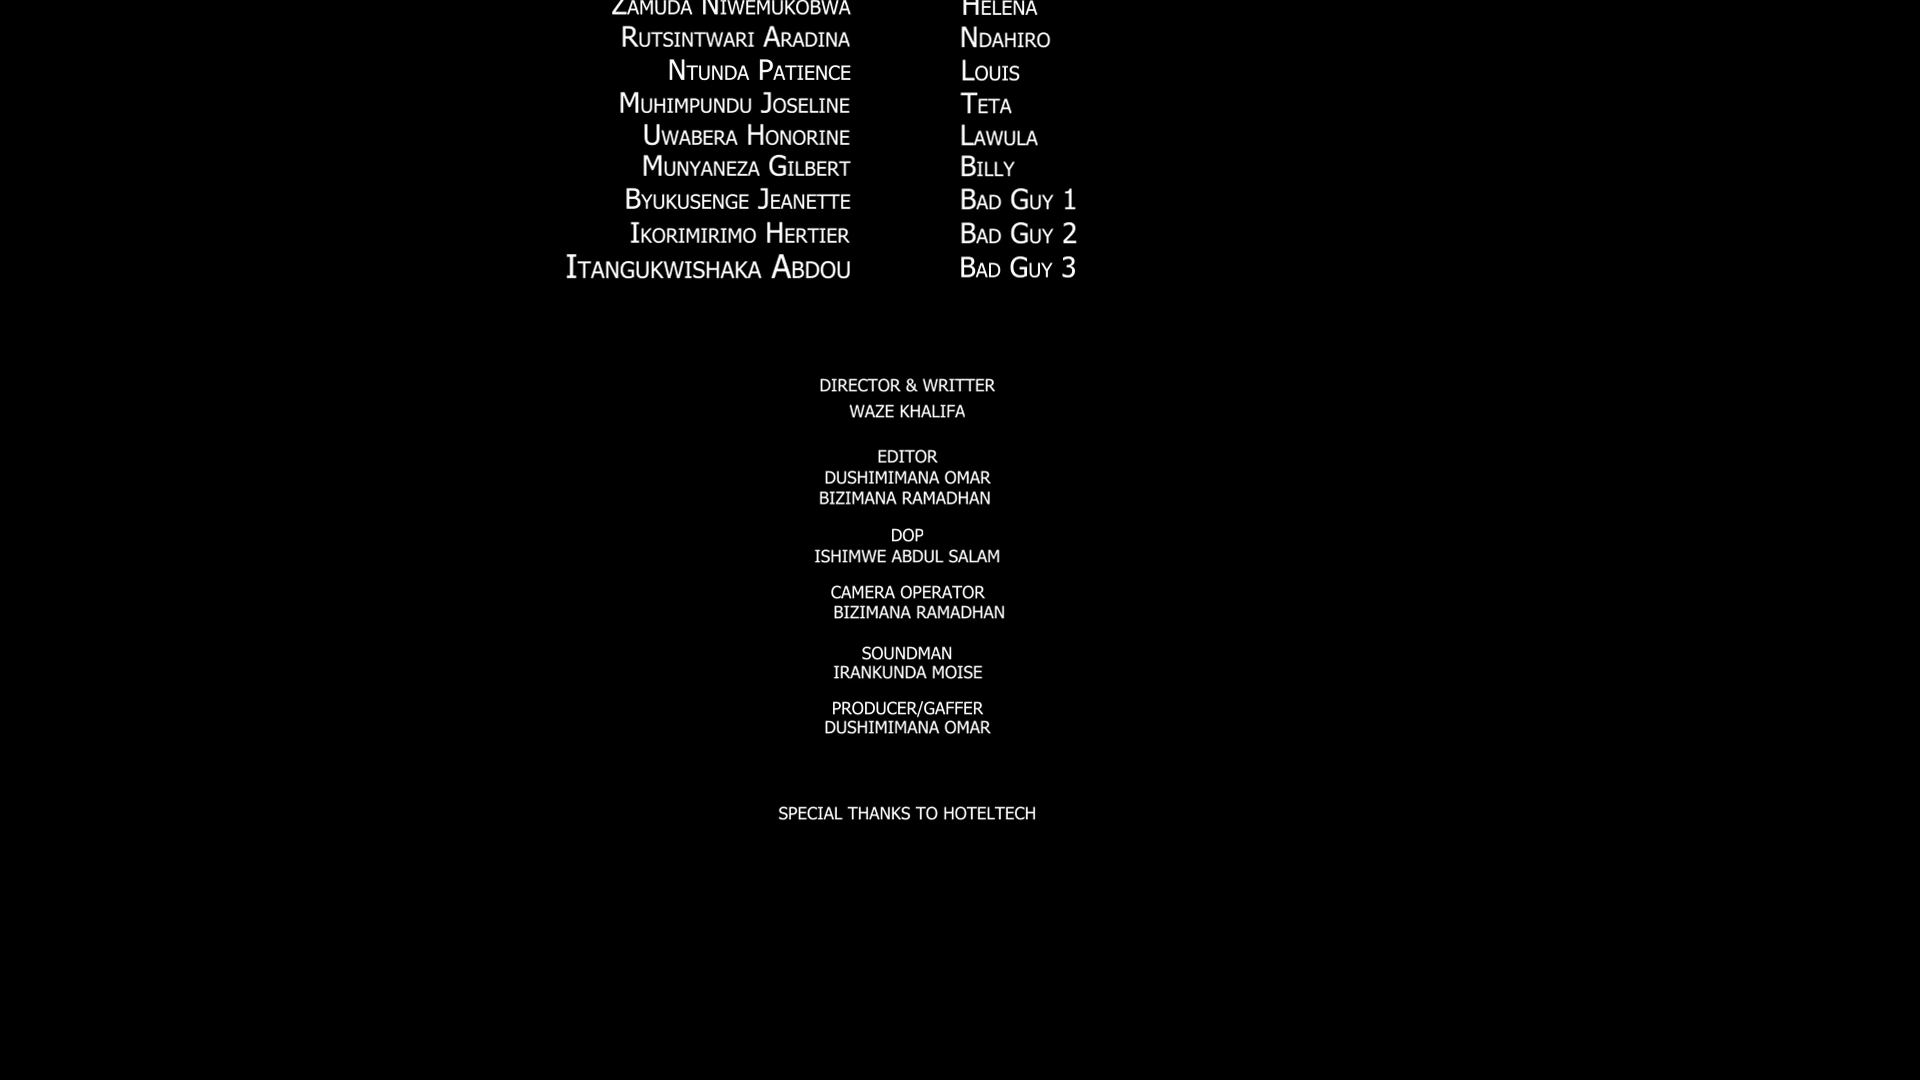 Zamuda Niwemukobwa Helena
Rutsintwari Aradina Ndahiro
Ntunda Patience Louis
Muhimpundu Joseline Teta
Uwabera Honorine Lawula
Munyaneza Gilbert Billy
Byukusenge Jeanette Bad Guy 1
Ikorimirimo Hertier Bad Guy 2
Itangukwishaka Abdou Bad Guy 3
DIRECTOR & WRITTER
WAZE KHALIFA
EDITOR
DUSHIMIMANA OMAR
BIZIMANA RAMADHAN
DOP
ISHIMWE ABDUL SALAM
CAMERA OPERATOR
BIZIMANA RAMADHAN
SOUNDMAN
IRANKUNDA MOISE
PRODUCER/GAFFER
DUSHIMIMANA OMAR
SPECIAL THANKS TO HOTELTECH